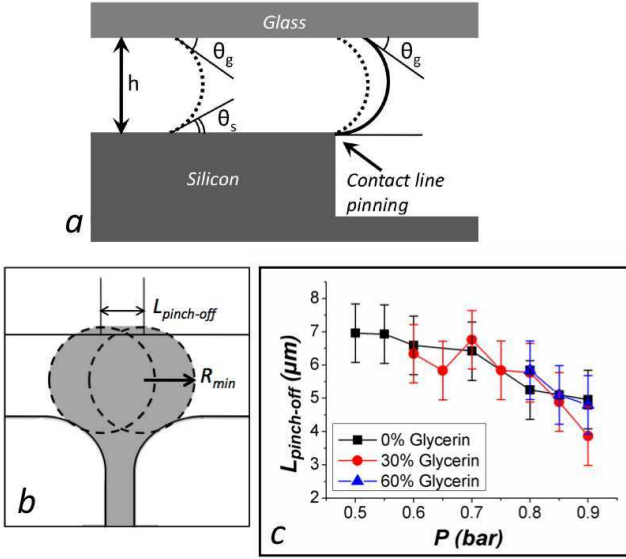 Glass
θg
θg
h
θs
Silicon
Contact line
pinning
a
Lpinch-off
Rmin
b
Lpinch-off (μm)
8
7
6
5
4
3
2
0% Glycerin
30% Glycerin
60% Glycerin
0.5 0.6 0.7 0.8 0.9
P (bar)
c